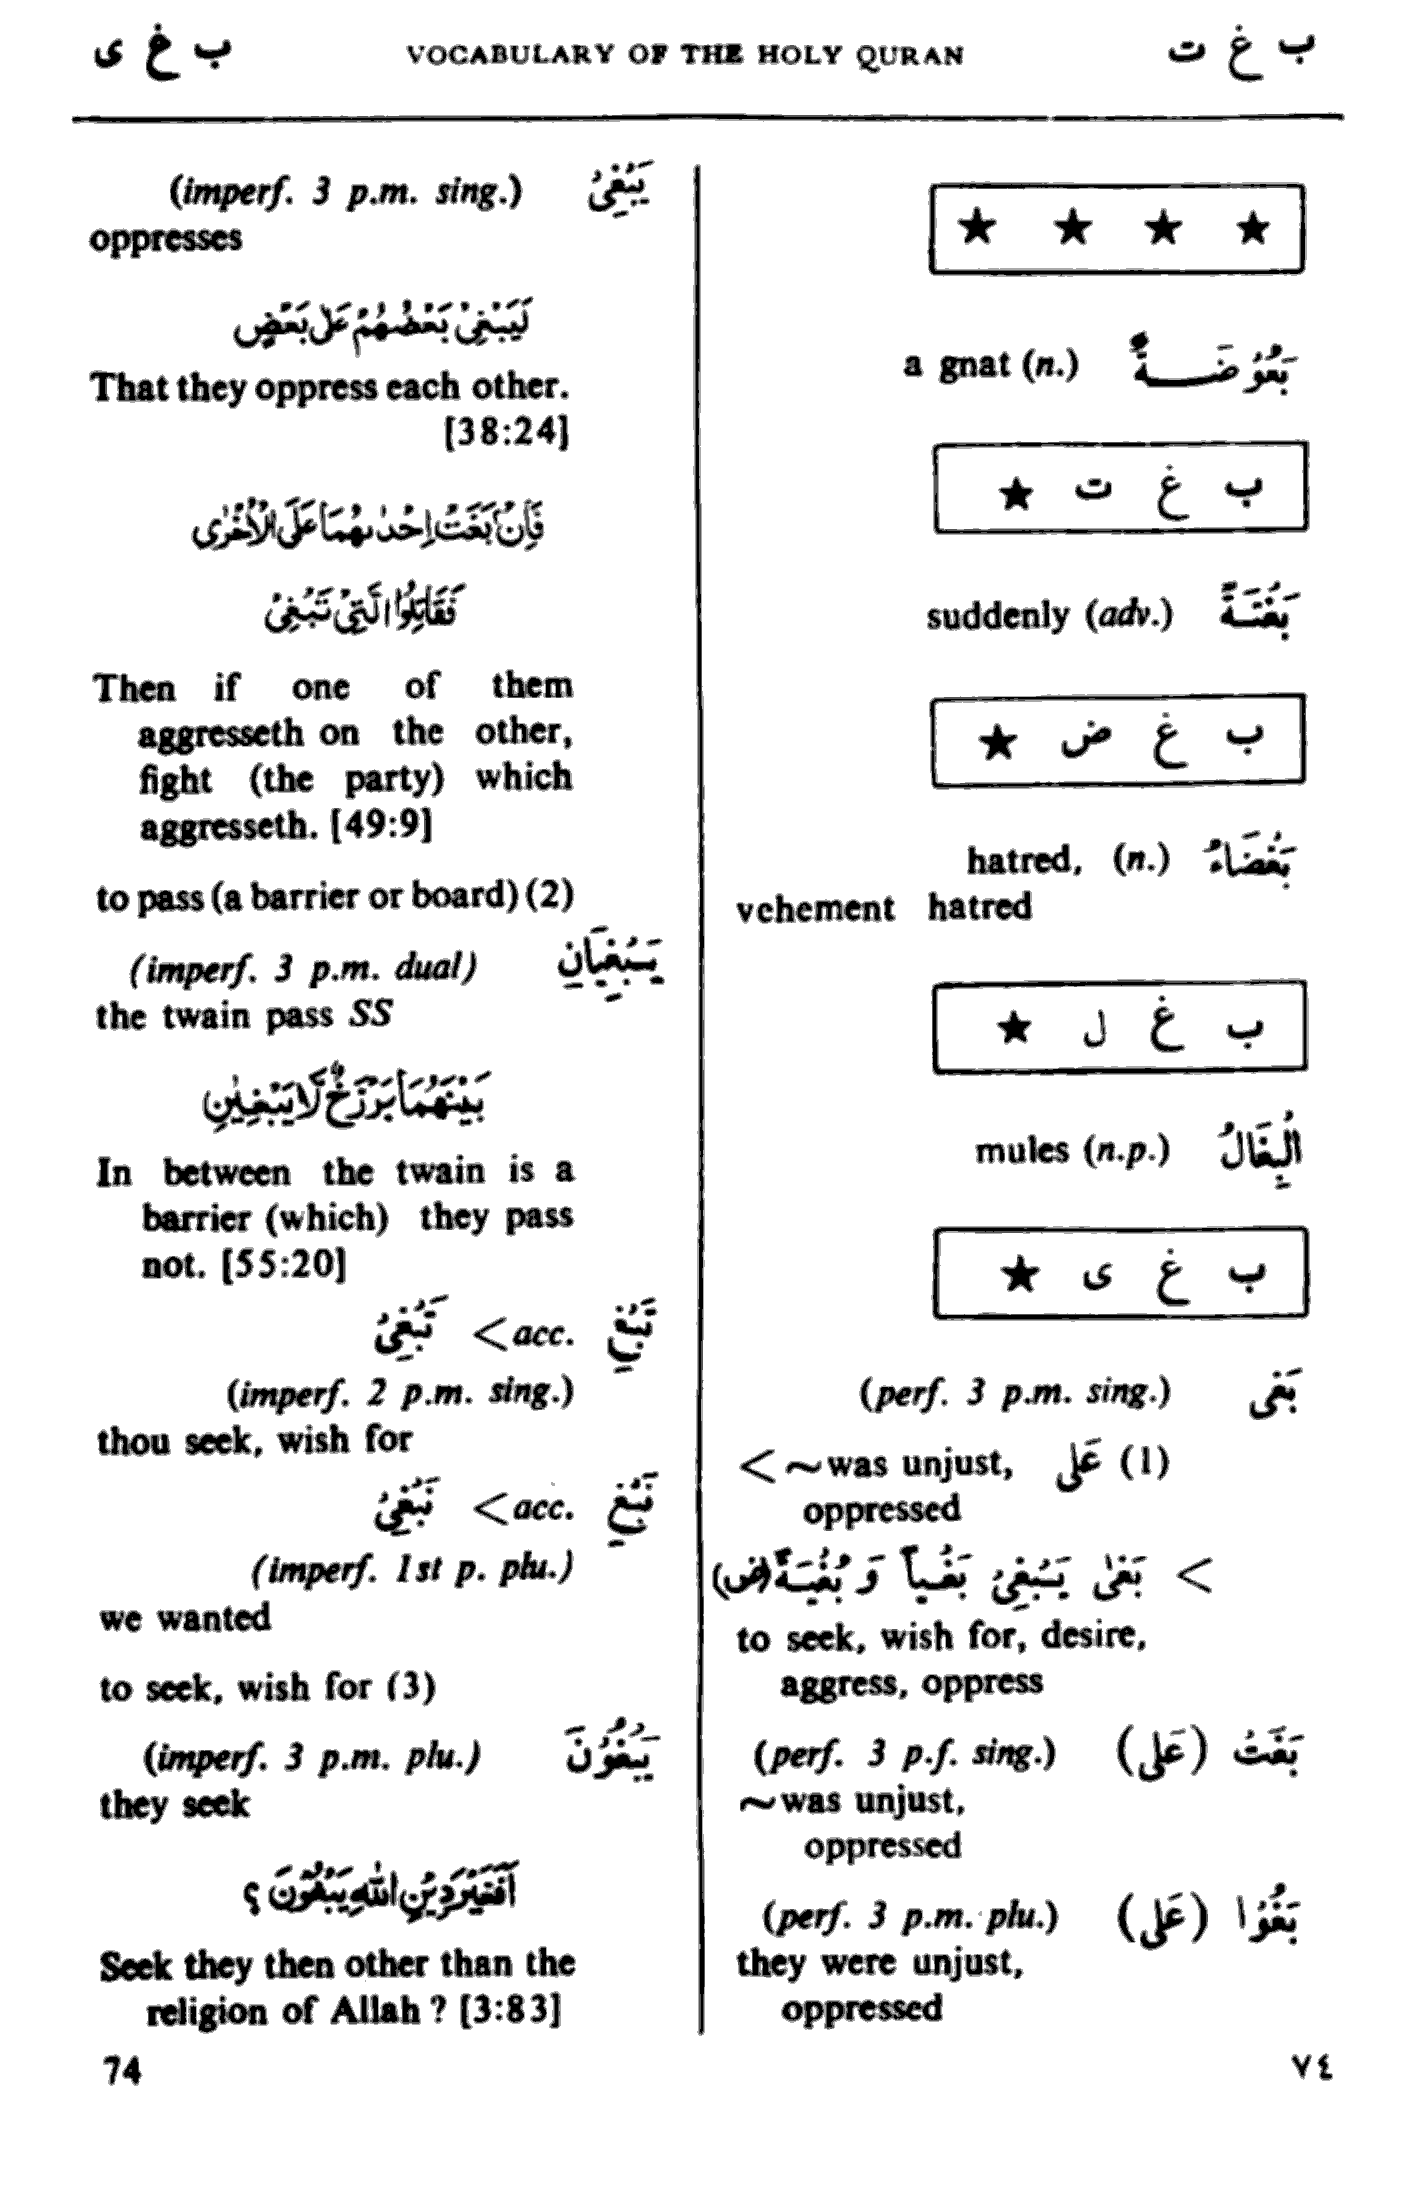 ب غ ى VOCABULARY OF THE HOLY QURAN ب غ ت
★ ★ ★ ★
a gnat (n.) بَعُوْضَـــةٌ
★ ب غ ت
suddenly (adv.) بَغْتَـةً
★ ب غ ض
hatred, (n.) بَغْضَاءُ
vehement hatred
★ ب غ ل
mules (n.p.) الْبِغَالُ
★ ب غ ى
(perf. 3 p.m. sing.) بَغٰى
< ~was unjust, عَلٰى (1)
oppressed
< بَغٰى يَـبْغِىْ بَغْـياً وَ بُغْيَـةً (ض)
to seek, wish for, desire,
aggress, oppress
(perf. 3 p.f. sing.) بَغَتْ (عَلٰى)
~was unjust,
oppressed
(perf. 3 p.m. plu.) بَغَوْا (عَلٰى)
they were unjust,
oppressed
(imperf. 3 p.m. sing.) يَبْغِىْ
oppresses
لَيَبْغِىْ بَعْضُهُمْ عَلٰى بَعْضٍ
That they oppress each other.
[38:24]
فَإِنْ بَغَتْ اِحْدٰىهُمَا عَلَى الْاُخْرٰى
فَقَاتِلُوا الَّتِىْ تَبْغِىْ
Then if one of them
aggresseth on the other,
fight (the party) which
aggresseth. [49:9]
to pass (a barrier or board) (2)
(imperf. 3 p.m. dual) يَـبْغِيَانِ
the twain pass SS
بَيْنَهُمَا بَرْزَخٌ لَّا يَبْغِيٰنِ
In between the twain is a
barrier (which) they pass
not. [55:20]
تَبْغِىْ <acc. تَبْتَغِ
(imperf. 2 p.m. sing.)
thou seek, wish for
نَبْغِىْ <acc. نَبْغِ
(imperf. 1st p. plu.)
we wanted
to seek, wish for (3)
(imperf. 3 p.m. plu.) يَبْغُوْنَ
they seek
اَفَغَيْرَ دِيْنِ اللّٰهِ يَبْغُوْنَ ؟
Seek they then other than the
religion of Allah ? [3:83]
74 ٧٤